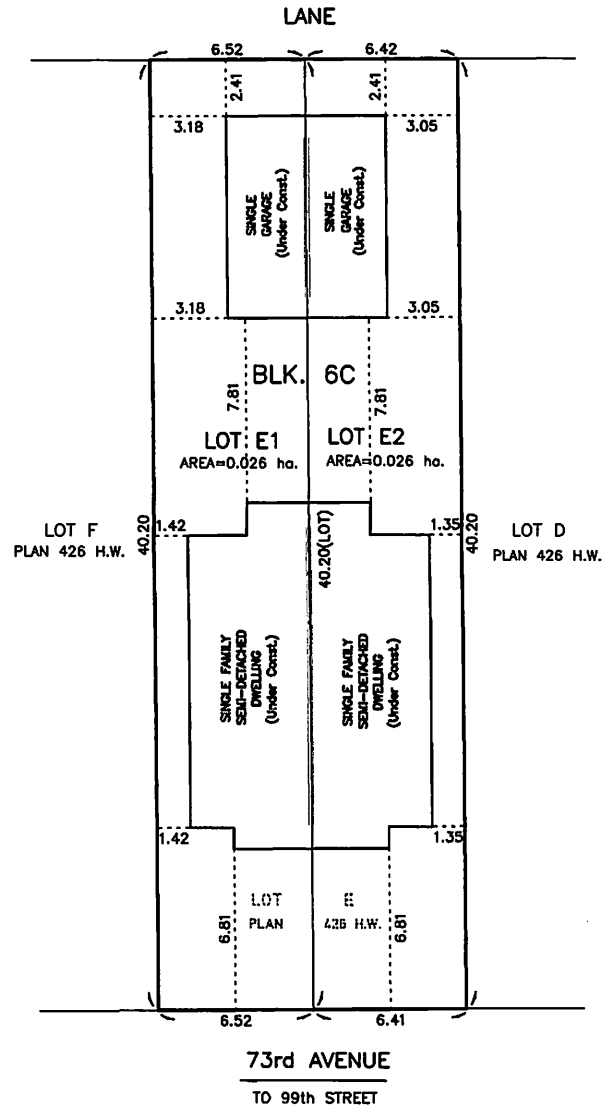 LANE
6.52 6.42
2.41 2.41
3.18 3.05
SINGLE
GARAGE
(Under Const.)
SINGLE
GARAGE
(Under Const.)
3.18 3.05
BLK. 6C
7.81 7.81
LOT E1 LOT E2
AREA=0.026 ha. AREA=0.026 ha.
LOT F
PLAN 426 H.W.
40.20
1.42
40.20(LOT)
1.35
40.20
LOT D
PLAN 426 H.W.
SINGLE FAMILY
SEMI-DETACHED
DWELLING
(Under Const.)
SINGLE FAMILY
SEMI-DETACHED
DWELLING
(Under Const.)
1.42 1.35
LOT E
PLAN 426 H.W.
6.81 6.81
6.52 6.41
73rd AVENUE
TO 99th STREET